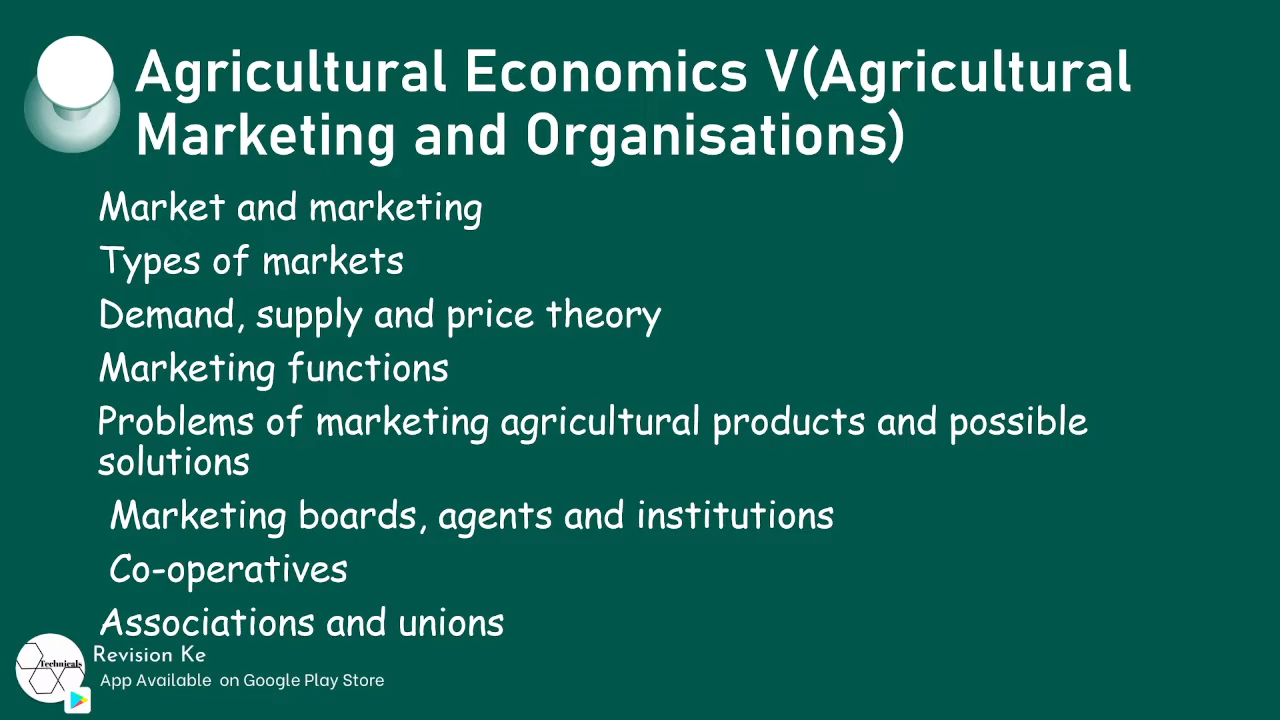 Agricultural Economics V(Agricultural
Marketing and Organisations)
Market and marketing
Types of markets
Demand, supply and price theory
Marketing functions
Problems of marketing agricultural products and possible
solutions
Marketing boards, agents and institutions
Co-operatives
Associations and unions
Technicals
Revision Ke
App Available on Google Play Store